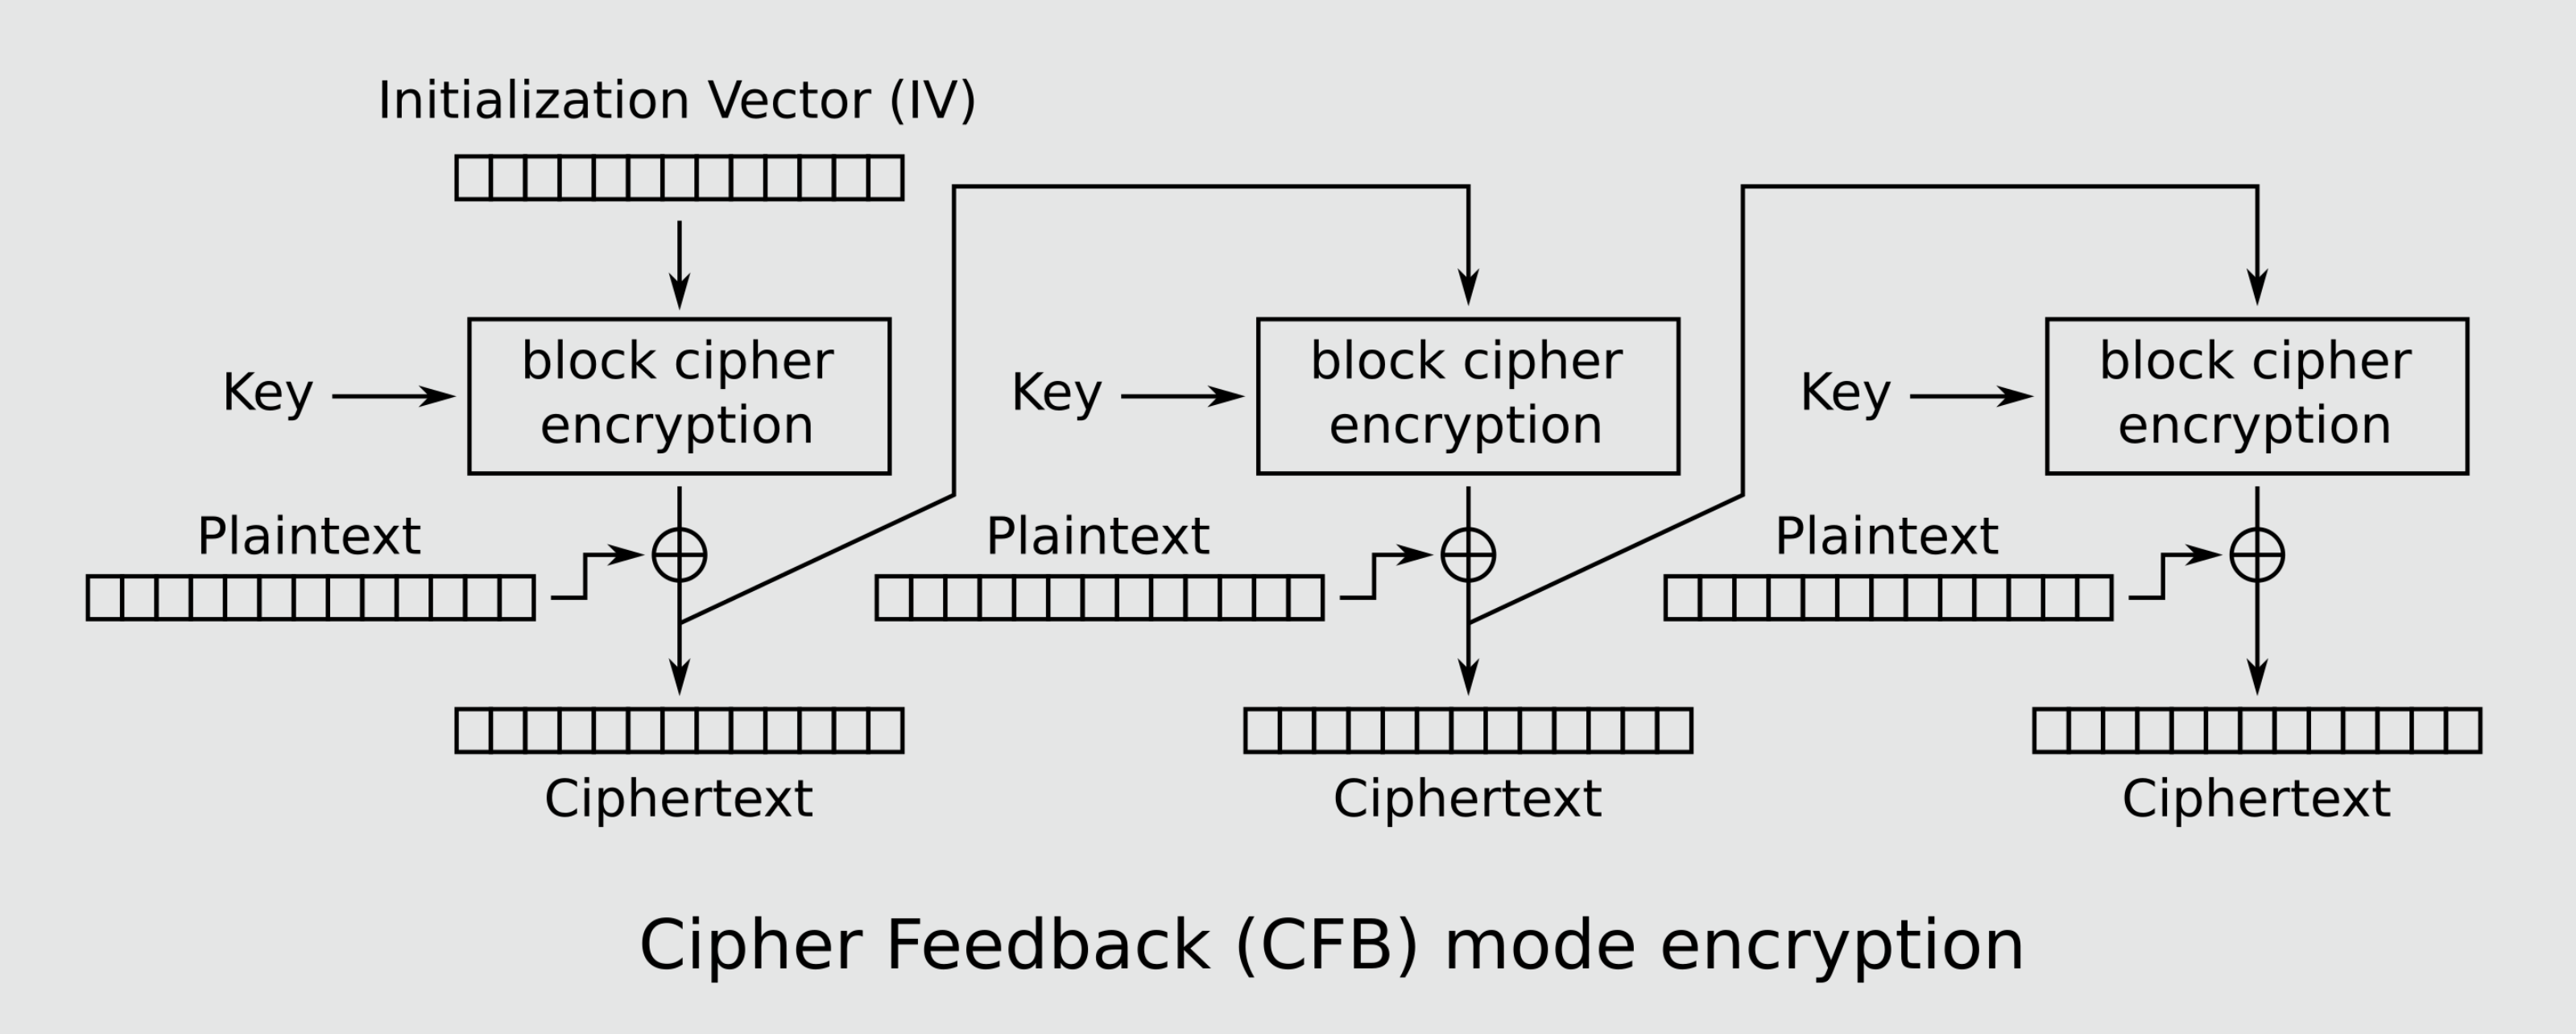 Initialization Vector (IV)
Key
block cipher
encryption
Key
block cipher
encryption
Key
block cipher
encryption
Plaintext
Plaintext
Plaintext
Ciphertext
Ciphertext
Ciphertext
Cipher Feedback (CFB) mode encryption